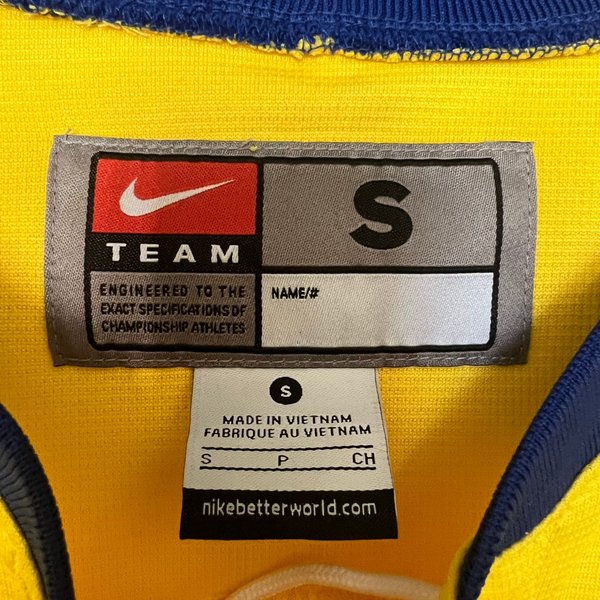 TEAM
S
ENGINEERED TO THE
EXACT SPECIFICATIONS OF
CHAMPIONSHIP ATHLETES
NAME/#
S
MADE IN VIETNAM
FABRIQUE AU VIETNAM
S P CH
nikebetterworld.com